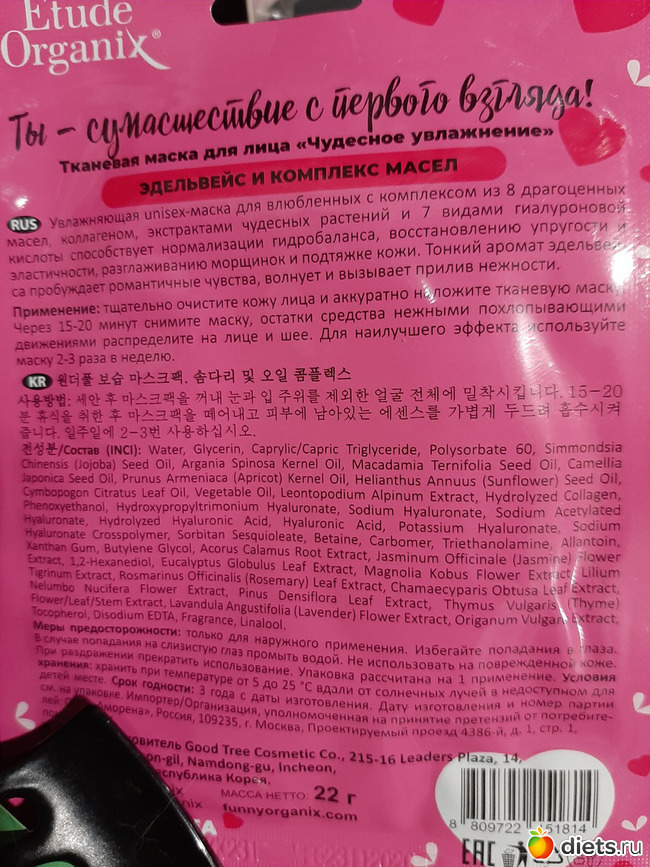 Etude
Organix®
Ты – сумасшествие с первого взгляда!
Тканевая маска для лица «Чудесное увлажнение»
ЭДЕЛЬВЕЙС И КОМПЛЕКС МАСЕЛ
RUS Увлажняющая unisex-маска для влюбленных с комплексом из 8 драгоценных
масел, коллагеном, экстрактами чудесных растений и 7 видами гиалуроновой
кислоты способствует нормализации гидробаланса, восстановлению упругости и
эластичности, разглаживанию морщинок и подтяжке кожи. Тонкий аромат эдельвей-
са пробуждает романтичные чувства, волнует и вызывает прилив нежности.
Применение: тщательно очистите кожу лица и аккуратно наложите тканевую маску.
Через 15-20 минут снимите маску, остатки средства нежными похлопывающими
движениями распределите на лице и шее. Для наилучшего эффекта используйте
маску 2-3 раза в неделю.
KR 원더풀 보습 마스크팩. 솜다리 및 오일 콤플렉스
사용방법: 세안 후 마스크팩을 꺼내 눈과 입 주위를 제외한 얼굴 전체에 밀착시킵니다. 15-20
분 휴식을 취한 후 마스크팩을 떼어내고 피부에 남아있는 에센스를 가볍게 두드려 흡수시켜
줍니다. 일주일에 2-3번 사용하십시오.
전성분/Состав (INCI): Water, Glycerin, Caprylic/Capric Triglyceride, Polysorbate 60, Simmondsia
Chinensis (Jojoba) Seed Oil, Argania Spinosa Kernel Oil, Macadamia Ternifolia Seed Oil, Camellia
Japonica Seed Oil, Prunus Armeniaca (Apricot) Kernel Oil, Helianthus Annuus (Sunflower) Seed Oil,
Cymbopogon Citratus Leaf Oil, Vegetable Oil, Leontopodium Alpinum Extract, Hydrolyzed Collagen,
Phenoxyethanol, Hydroxypropyltrimonium Hyaluronate, Sodium Hyaluronate, Sodium Acetylated
Hyaluronate, Hydrolyzed Hyaluronic Acid, Hyaluronic Acid, Potassium Hyaluronate, Sodium
Hyaluronate Crosspolymer, Sorbitan Sesquioleate, Betaine, Carbomer, Triethanolamine, Allantoin,
Xanthan Gum, Butylene Glycol, Acorus Calamus Root Extract, Jasminum Officinale (Jasmine) Flower
Extract, 1,2-Hexanediol, Eucalyptus Globulus Leaf Extract, Magnolia Kobus Flower Extract, Lilium
Tigrinum Extract, Rosmarinus Officinalis (Rosemary) Leaf Extract, Chamaecyparis Obtusa Leaf Extract,
Nelumbo Nucifera Flower Extract, Pinus Densiflora Leaf Extract, Thymus Vulgaris (Thyme)
Flower/Leaf/Stem Extract, Lavandula Angustifolia (Lavender) Flower Extract, Origanum Vulgare Extract,
Tocopherol, Disodium EDTA, Fragrance, Linalool.
Меры предосторожности: только для наружного применения. Избегайте попадания в глаза.
В случае попадания на слизистую глаз промыть водой. Не использовать на поврежденной коже.
При раздражении прекратить использование. Упаковка рассчитана на 1 применение. Условия
хранения: хранить при температуре от 5 до 25 °С вдали от солнечных лучей в недоступном для
детей месте. Срок годности: 3 года с даты изготовления. Дату изготовления и номер партии
см. на упаковке. Импортер/Организация, уполномоченная на принятие претензий от потребите-
лей: Аморена», Россия, 109235, г. Москва, Проектируемый проезд 4386-й, д. 1, стр. 1,
Good Tree Cosmetic Co., 215-16 Leaders Plaza, 14,
Namdong-gu, Incheon,
Корея.
МАССА НЕТТО: 22 г
funnyorganix.com
8 809722 151814
EAC
diets.ru